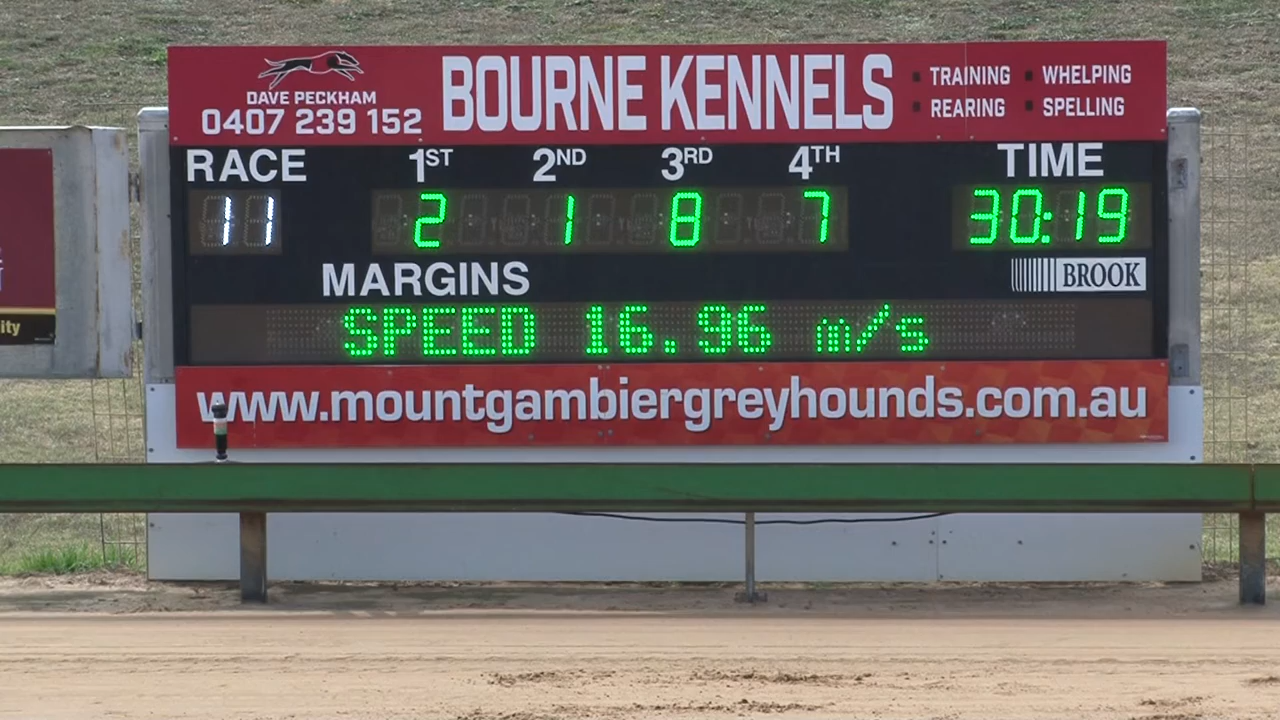 BOURNE KENNELS
DAVE PECKHAM
0407 239 152
TRAINING
WHELPING
REARING
SPELLING
RACE 1ST 2ND 3RD 4TH TIME
11 2 1 8 7 30:19
MARGINS
BROOK
SPEED 16.96 m/s
www.mountgambiergreyhounds.com.au
ity